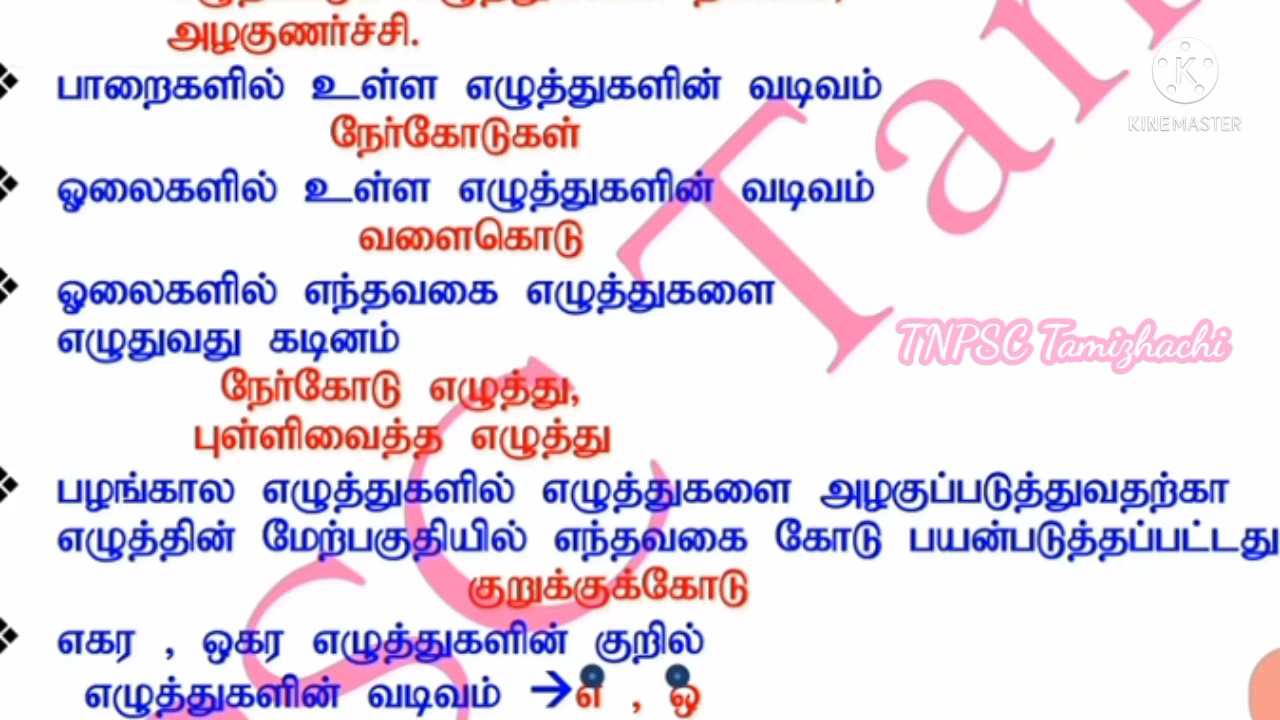 அழகுணர்ச்சி.
❖ பாறைகளில் உள்ள எழுத்துகளின் வடிவம்
நேர்கோடுகள்
❖ ஓலைகளில் உள்ள எழுத்துகளின் வடிவம்
வளைகொடு
❖ ஓலைகளில் எந்தவகை எழுத்துகளை
எழுதுவது கடினம்
நேர்கோடு எழுத்து,
புள்ளிவைத்த எழுத்து
❖ பழங்கால எழுத்துகளில் எழுத்துகளை அழகுப்படுத்துவதற்கா
எழுத்தின் மேற்பகுதியில் எந்தவகை கோடு பயன்படுத்தப்பட்டது
குறுக்குக்கோடு
❖ எகர , ஒகர எழுத்துகளின் குறில்
எழுத்துகளின் வடிவம் → எ் , ஒ்
K
KINEMASTER
TNPSC Tamizhachi